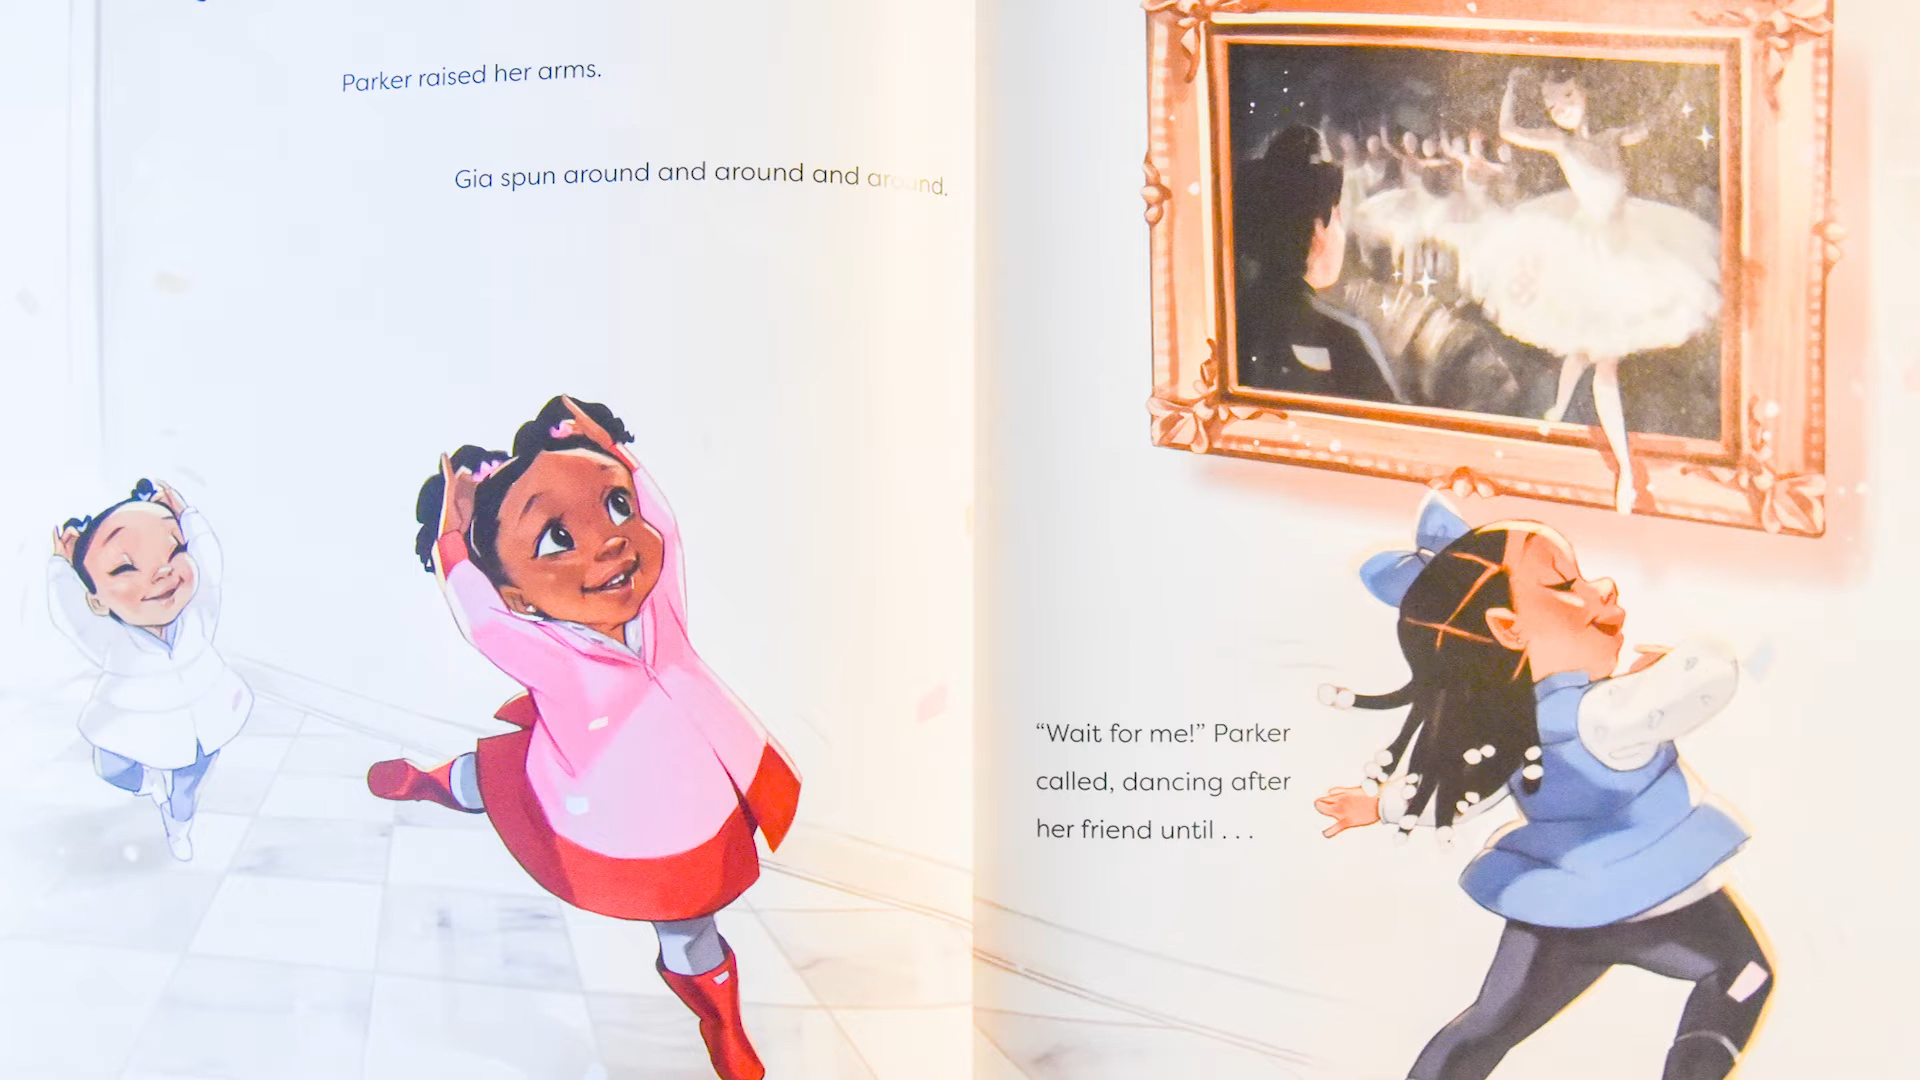 Parker raised her arms.
Gia spun around and around and around.
“Wait for me!” Parker
called, dancing after
her friend until . . .